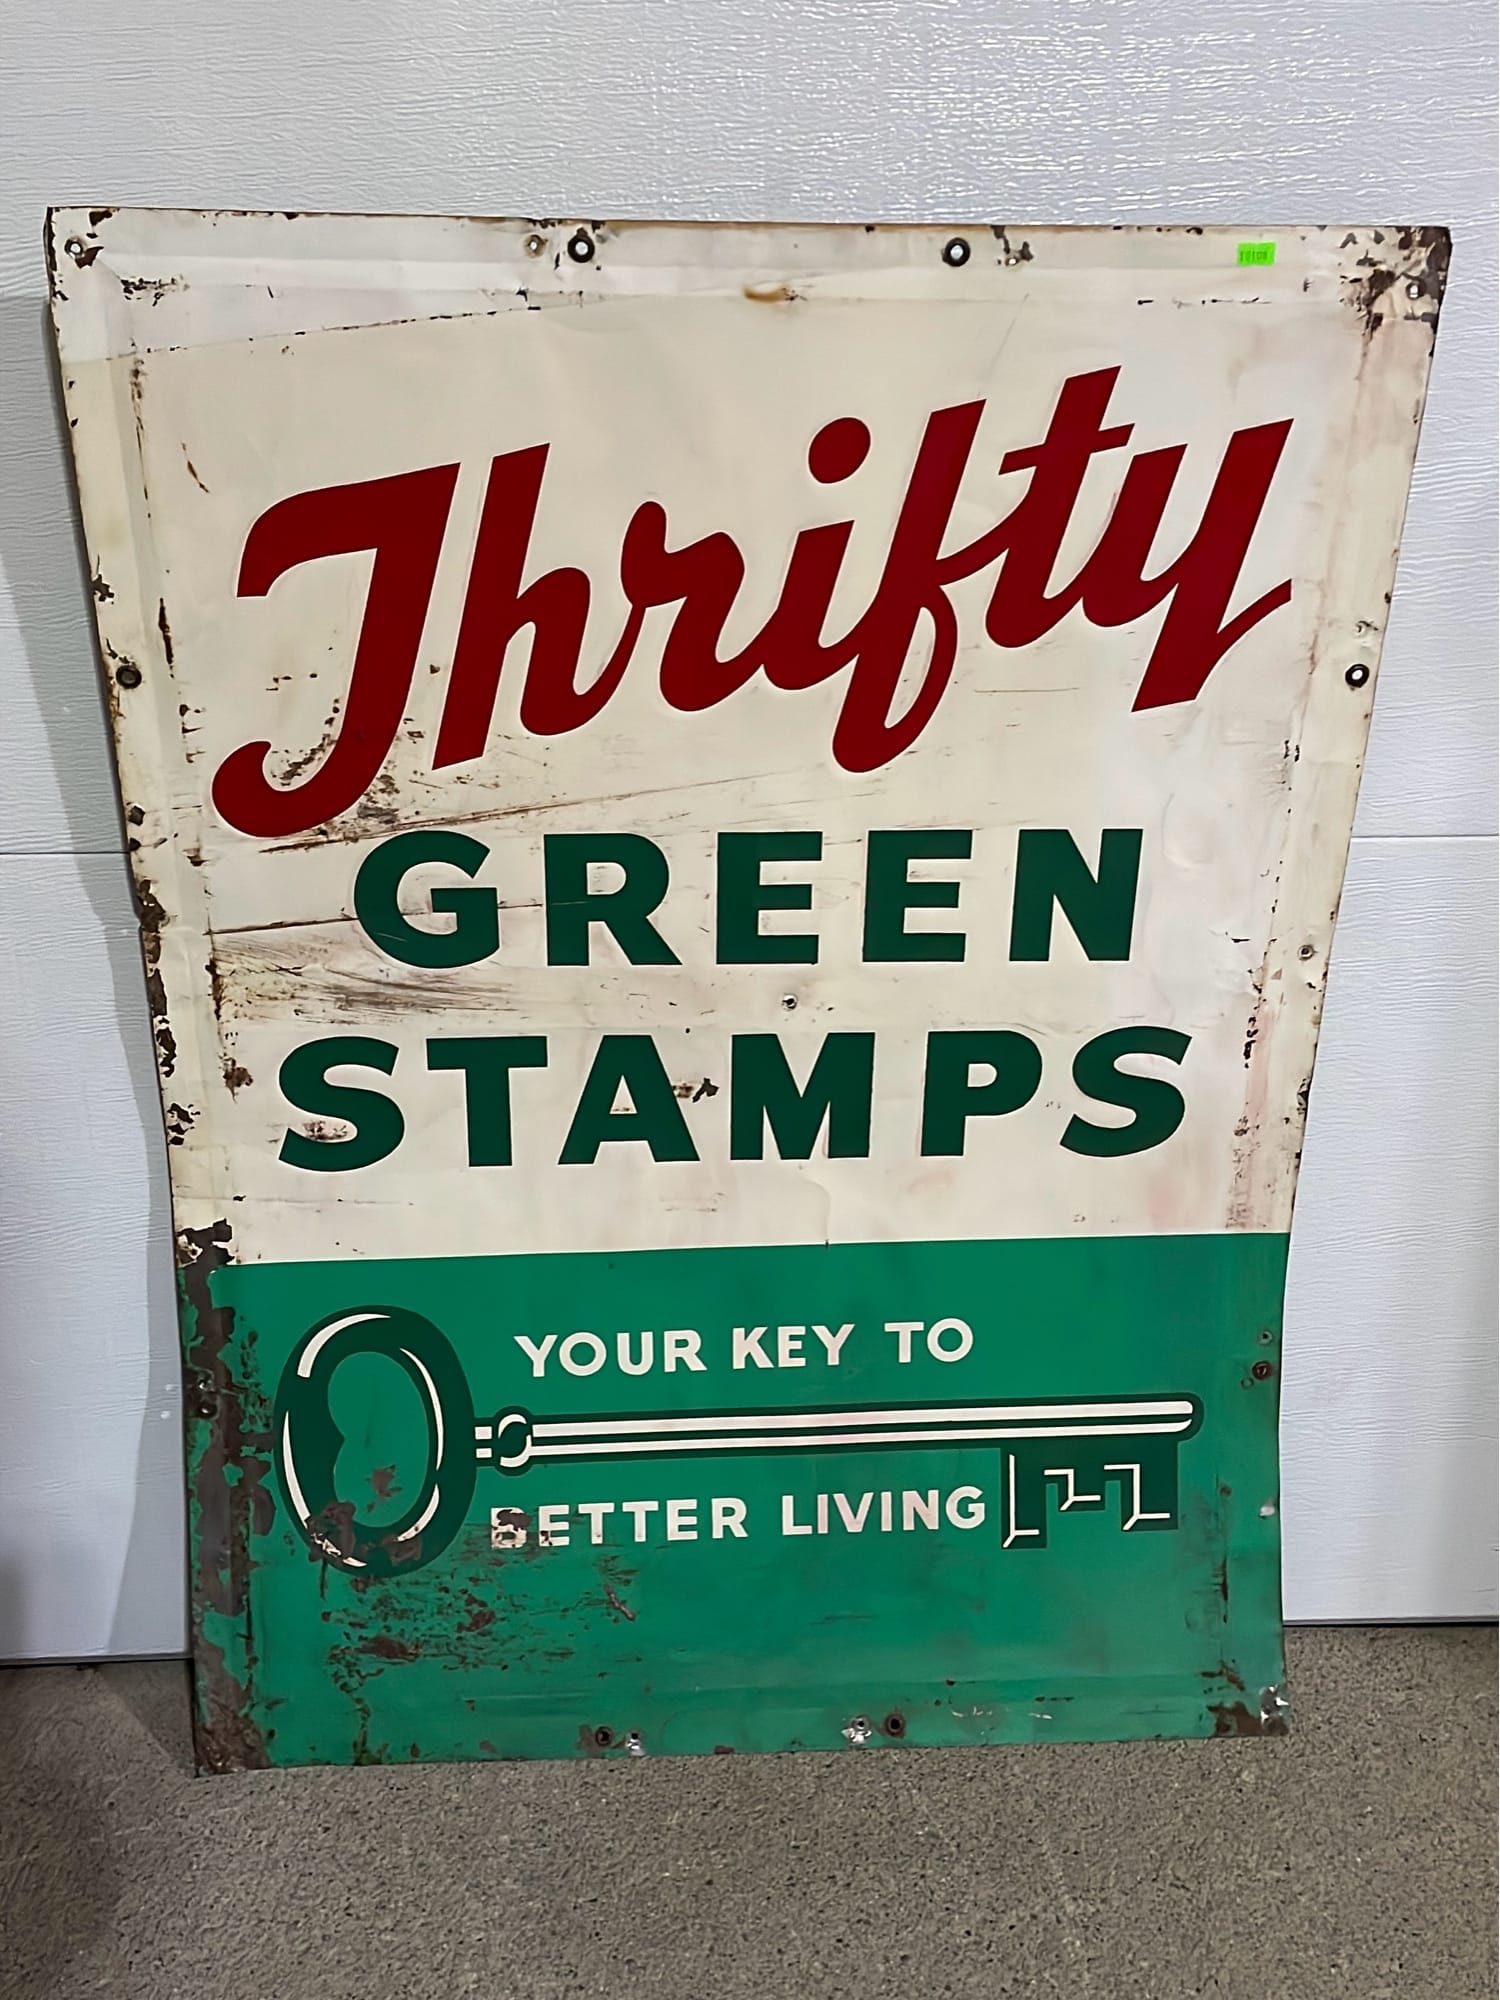 Thrifty
GREEN
STAMPS
YOUR KEY TO
BETTER LIVING